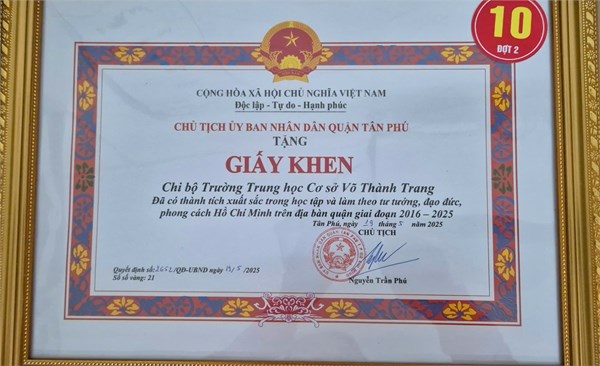 10
ĐỢT 2
CỘNG HÒA XÃ HỘI CHỦ NGHĨA VIỆT NAM
Độc lập - Tự do - Hạnh phúc
CHỦ TỊCH ỦY BAN NHÂN DÂN QUẬN TÂN PHÚ
TẶNG
GIẤY KHEN
Chi bộ Trường Trung học Cơ sở Võ Thành Trang
Đã có thành tích xuất sắc trong học tập và làm theo tư tưởng, đạo đức,
phong cách Hồ Chí Minh trên địa bàn quận giai đoạn 2016 – 2025
Tân Phú, ngày 13 tháng 5 năm 2025
CHỦ TỊCH
Quyết định số: /QĐ-UBND ngày 13/5/2025
Số sổ vàng: 21
Nguyễn Trần Phú